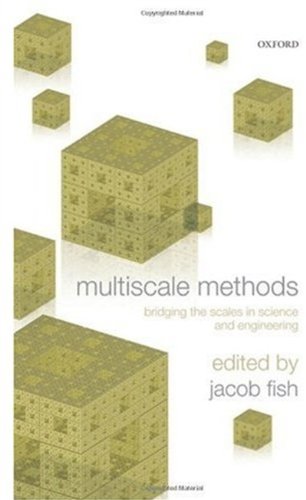 OXFORD
multiscale methods
bridging the scales in science
and engineering
edited by
jacob fish